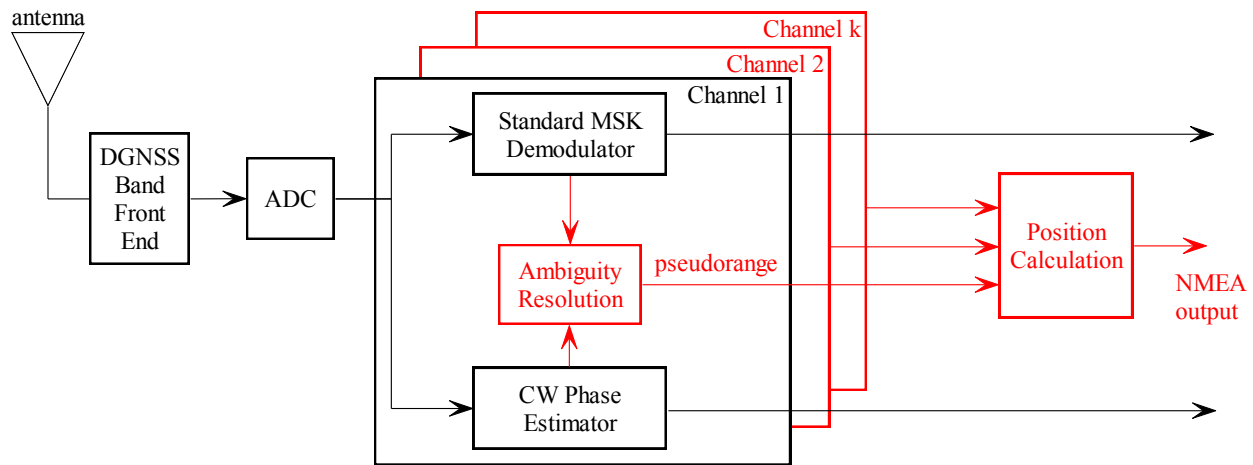 antenna
Channel k
Channel 2
Channel 1
Standard MSK
Demodulator
DGNSS
Band
Front
End
ADC
Ambiguity
Resolution
pseudorange
Position
Calculation
NMEA
output
CW Phase
Estimator